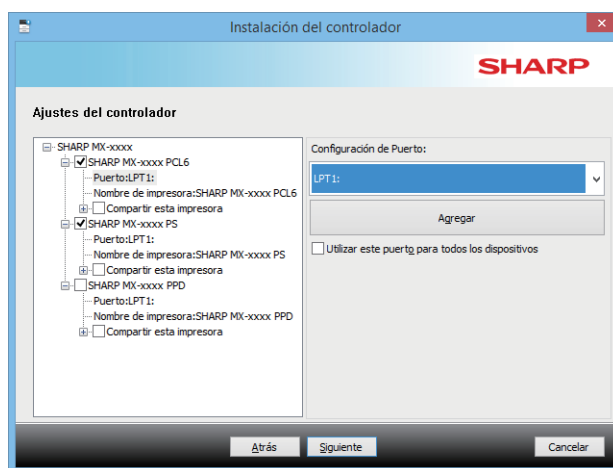 Instalación del controlador
SHARP
Ajustes del controlador
SHARP MX-xxxx
SHARP MX-xxxx PCL6
Puerto:LPT1:
Nombre de impresora:SHARP MX-xxxx PCL6
Compartir esta impresora
SHARP MX-xxxx PS
Puerto:LPT1:
Nombre de impresora:SHARP MX-xxxx PS
Compartir esta impresora
SHARP MX-xxxx PPD
Puerto:LPT1:
Nombre de impresora:SHARP MX-xxxx PPD
Compartir esta impresora
Configuración de Puerto:
LPT1:
Agregar
Utilizar este puerto para todos los dispositivos
Atrás
Siguiente
Cancelar